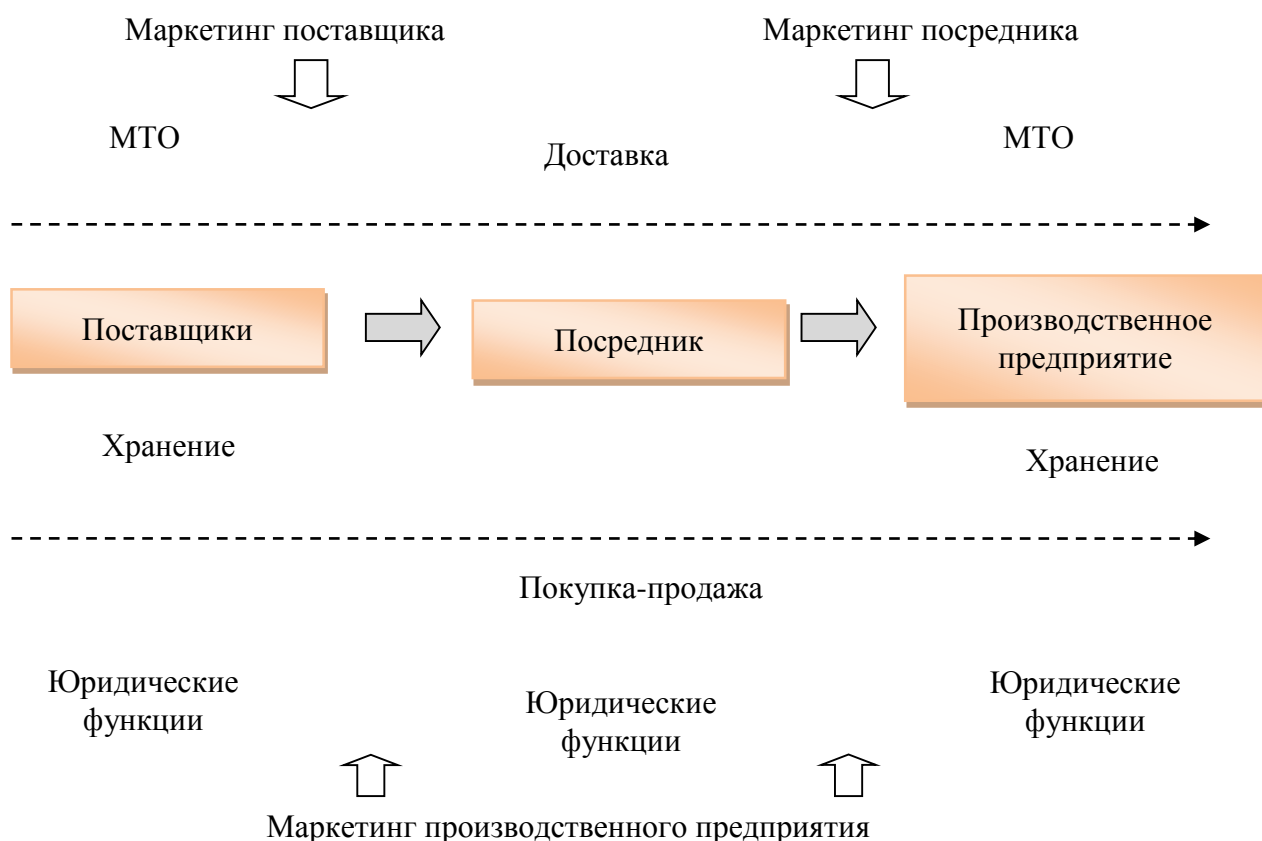 Маркетинг поставщика
Маркетинг посредника
МТО
Доставка
МТО
Поставщики
Посредник
Производственное
предприятие
Хранение
Хранение
Покупка-продажа
Юридические
функции
Юридические
функции
Юридические
функции
Маркетинг производственного предприятия